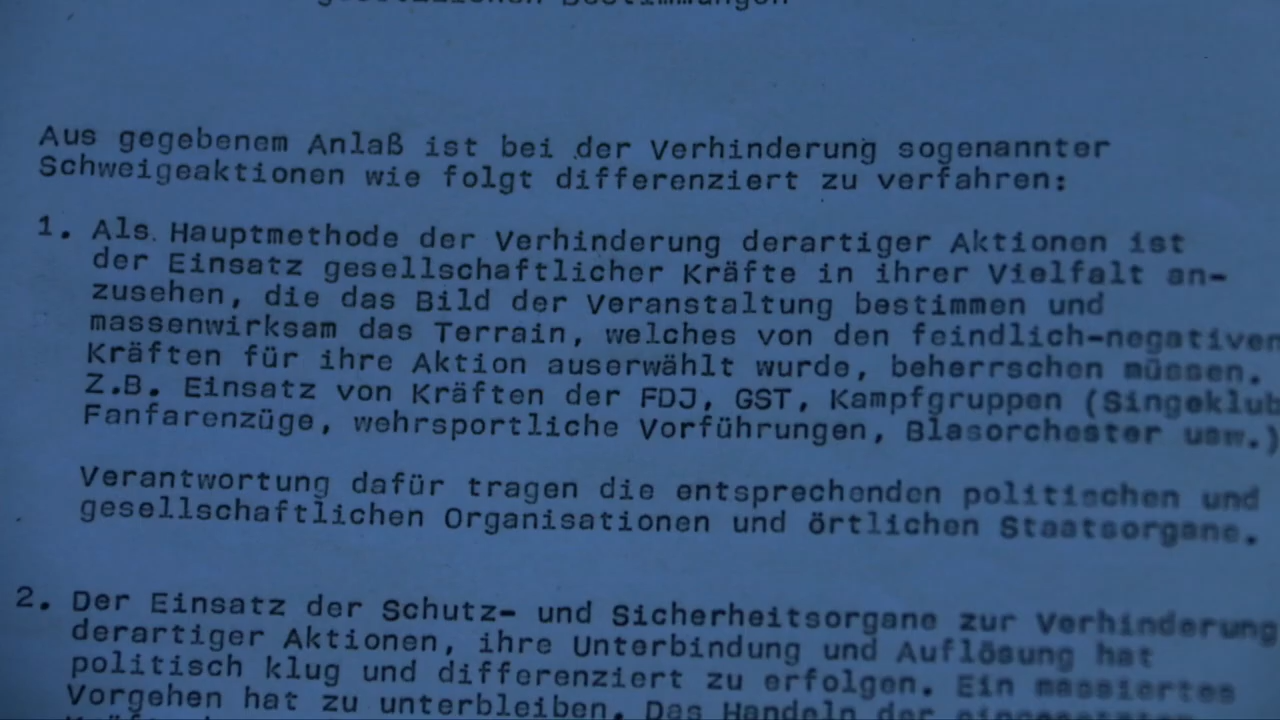 gesetzlichen Bestimmungen
Aus gegebenem Anlaß ist bei der Verhinderung sogenannter
Schweigeaktionen wie folgt differenziert zu verfahren:
1. Als Hauptmethode der Verhinderung derartiger Aktionen ist
der Einsatz gesellschaftlicher Kräfte in ihrer Vielfalt an-
zusehen, die das Bild der Veranstaltung bestimmen und
massenwirksam das Terrain, welches von den feindlich-negativen
Kräften für ihre Aktion auserwählt wurde, beherrschen müssen.
Z.B. Einsatz von Kräften der FDJ, GST, Kampfgruppen (Singeklub
Fanfarenzüge, wehrsportliche Vorführungen, Blasorchester usw.)
Verantwortung dafür tragen die entsprechenden politischen und
gesellschaftlichen Organisationen und örtlichen Staatsorgane.
2. Der Einsatz der Schutz- und Sicherheitsorgane zur Verhinderung
derartiger Aktionen, ihre Unterbindung und Auflösung hat
politisch klug und differenziert zu erfolgen. Ein massiertes
Vorgehen hat zu unterbleiben. Das Handeln der